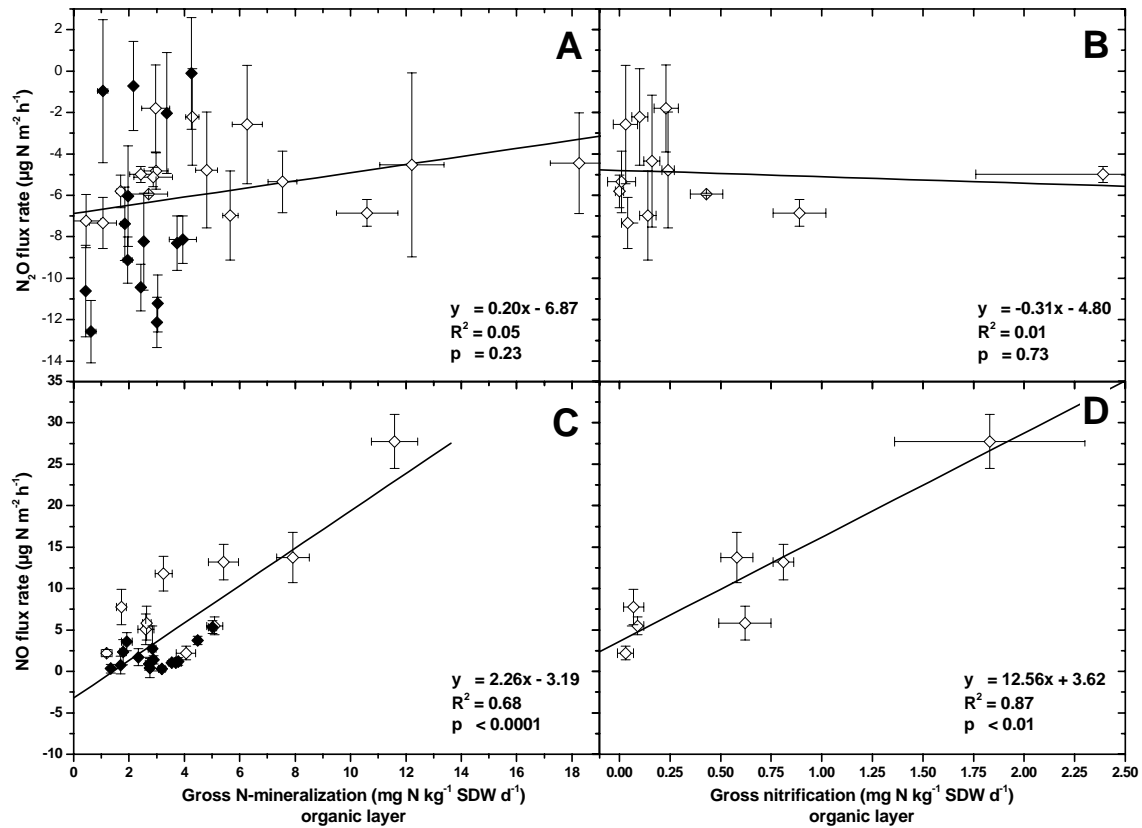 A
B
N₂O flux rate (µg N m⁻² h⁻¹)
2
0
-2
-4
-6
-8
-10
-12
-14
y = 0.20x - 6.87
R² = 0.05
p = 0.23
y = -0.31x - 4.80
R² = 0.01
p = 0.73
C
D
NO flux rate (µg N m⁻² h⁻¹)
35
30
25
20
15
10
5
0
-5
-10
y = 2.26x - 3.19
R² = 0.68
p < 0.0001
y = 12.56x + 3.62
R² = 0.87
p < 0.01
0 2 4 6 8 10 12 14 16 18
0.00 0.25 0.50 0.75 1.00 1.25 1.50 1.75 2.00 2.25 2.50
Gross N-mineralization (mg N kg⁻¹ SDW d⁻¹)
organic layer
Gross nitrification (mg N kg⁻¹ SDW d⁻¹)
organic layer